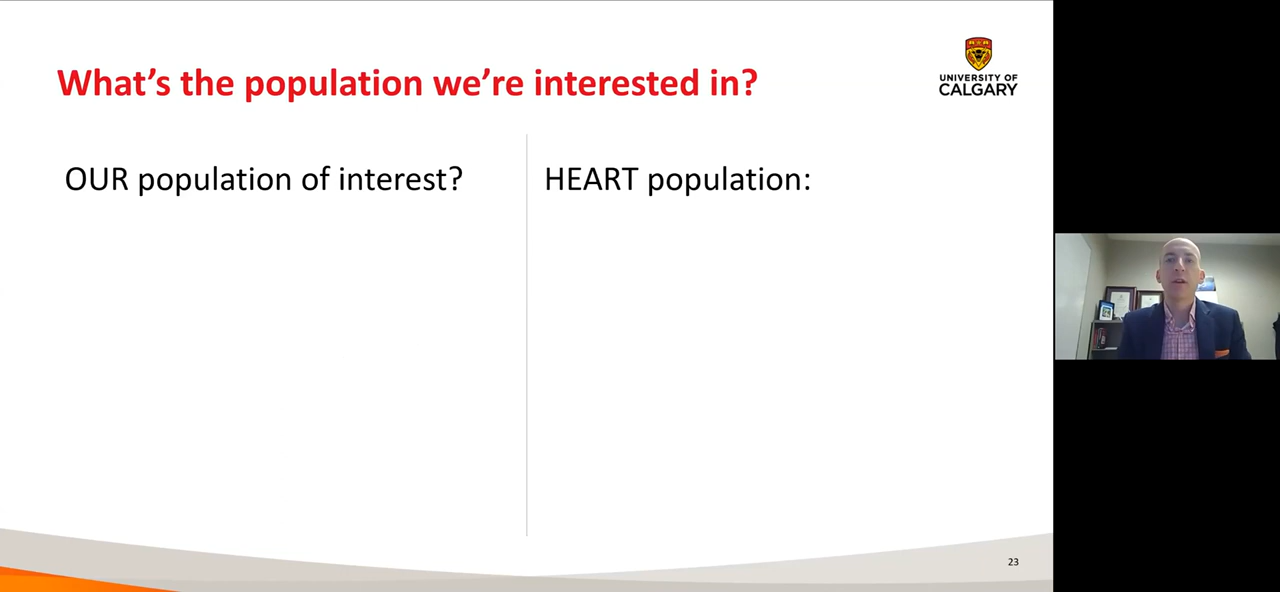 What's the population we're interested in?
UNIVERSITY OF
CALGARY
OUR population of interest?
HEART population:
23